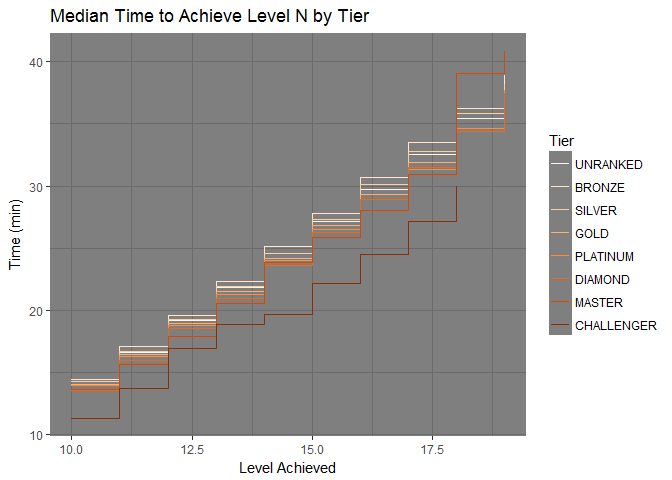 Median Time to Achieve Level N by Tier
40
30
20
10
Time (min)
10.0 12.5 15.0 17.5
Level Achieved
Tier
UNRANKED
BRONZE
SILVER
GOLD
PLATINUM
DIAMOND
MASTER
CHALLENGER